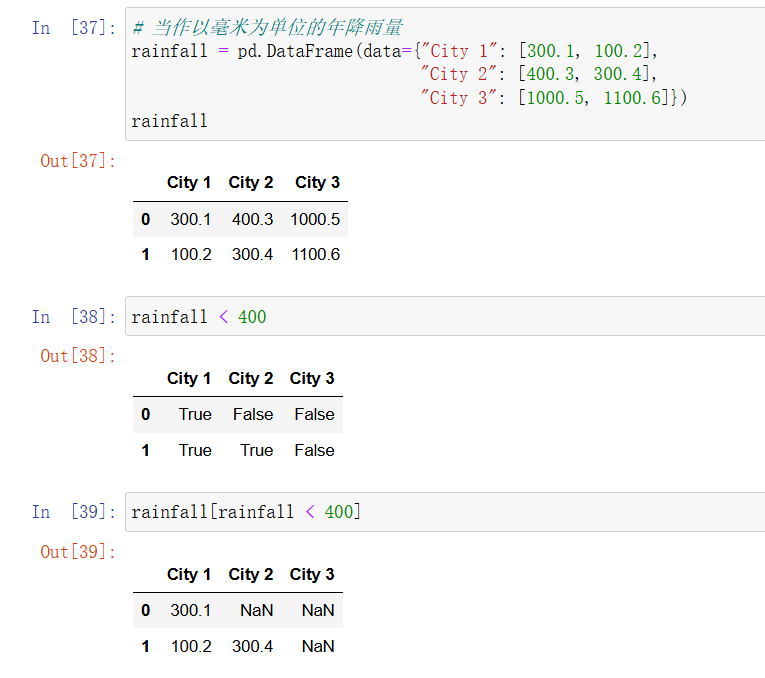 In [37]: # 当作以毫米为单位的年降雨量
rainfall = pd.DataFrame(data={"City 1": [300.1, 100.2],
"City 2": [400.3, 300.4],
"City 3": [1000.5, 1100.6]})
rainfall
Out[37]:
City 1 City 2 City 3
0 300.1 400.3 1000.5
1 100.2 300.4 1100.6
In [38]: rainfall < 400
Out[38]:
City 1 City 2 City 3
0 True False False
1 True True False
In [39]: rainfall[rainfall < 400]
Out[39]:
City 1 City 2 City 3
0 300.1 NaN NaN
1 100.2 300.4 NaN